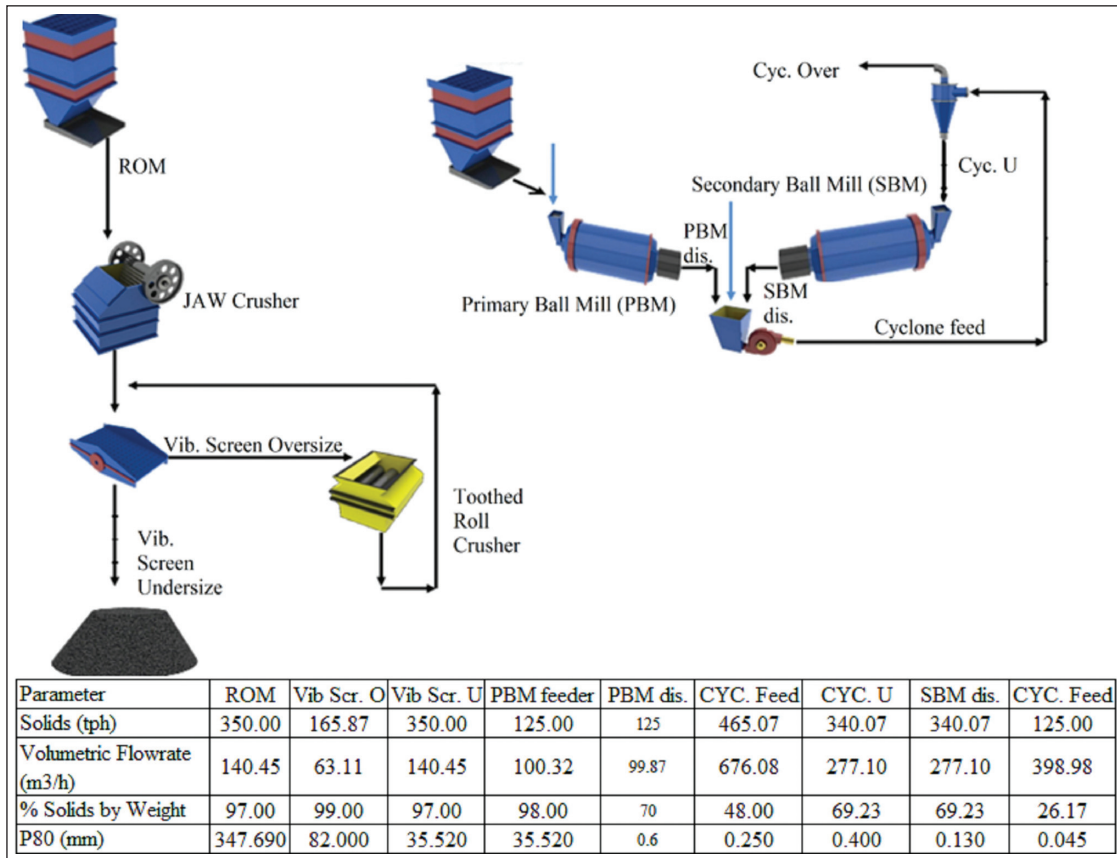 ROM
JAW Crusher
Vib. Screen Oversize
Toothed
Roll
Crusher
Vib.
Screen
Undersize
Cyc. Over
Cyc. U
Secondary Ball Mill (SBM)
PBM
dis.
Primary Ball Mill (PBM)
SBM
dis.
Cyclone feed
Parameter ROM Vib Scr. O Vib Scr. U PBM feeder PBM dis. CYC. Feed CYC. U SBM dis. CYC. Feed
Solids (tph) 350.00 165.87 350.00 125.00 125 465.07 340.07 340.07 125.00
Volumetric Flowrate
(m3/h) 140.45 63.11 140.45 100.32 99.87 676.08 277.10 277.10 398.98
% Solids by Weight 97.00 99.00 97.00 98.00 70 48.00 69.23 69.23 26.17
P80 (mm) 347.690 82.000 35.520 35.520 0.6 0.250 0.400 0.130 0.045